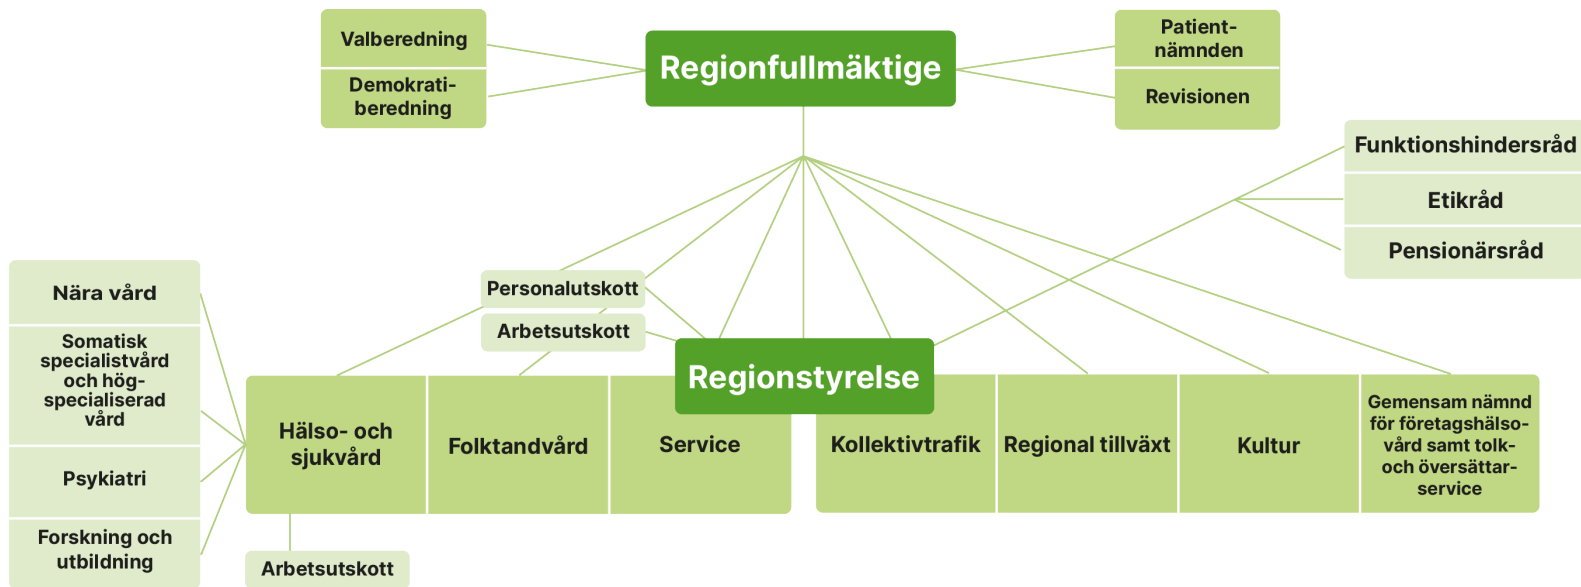 Valberedning
Demokrati-
beredning
Regionfullmäktige
Patient-
nämnden
Revisionen
Funktionshindersråd
Etikråd
Pensionärsråd
Personalutskott
Arbetsutskott
Regionstyrelse
Nära vård
Somatisk
specialistvård
och hög-
specialiserad
vård
Psykiatri
Forskning och
utbildning
Hälso- och
sjukvård
Folktandvård
Service
Kollektivtrafik
Regional tillväxt
Kultur
Gemensam nämnd
för företagshälso-
vård samt tolk-
och översättar-
service
Arbetsutskott